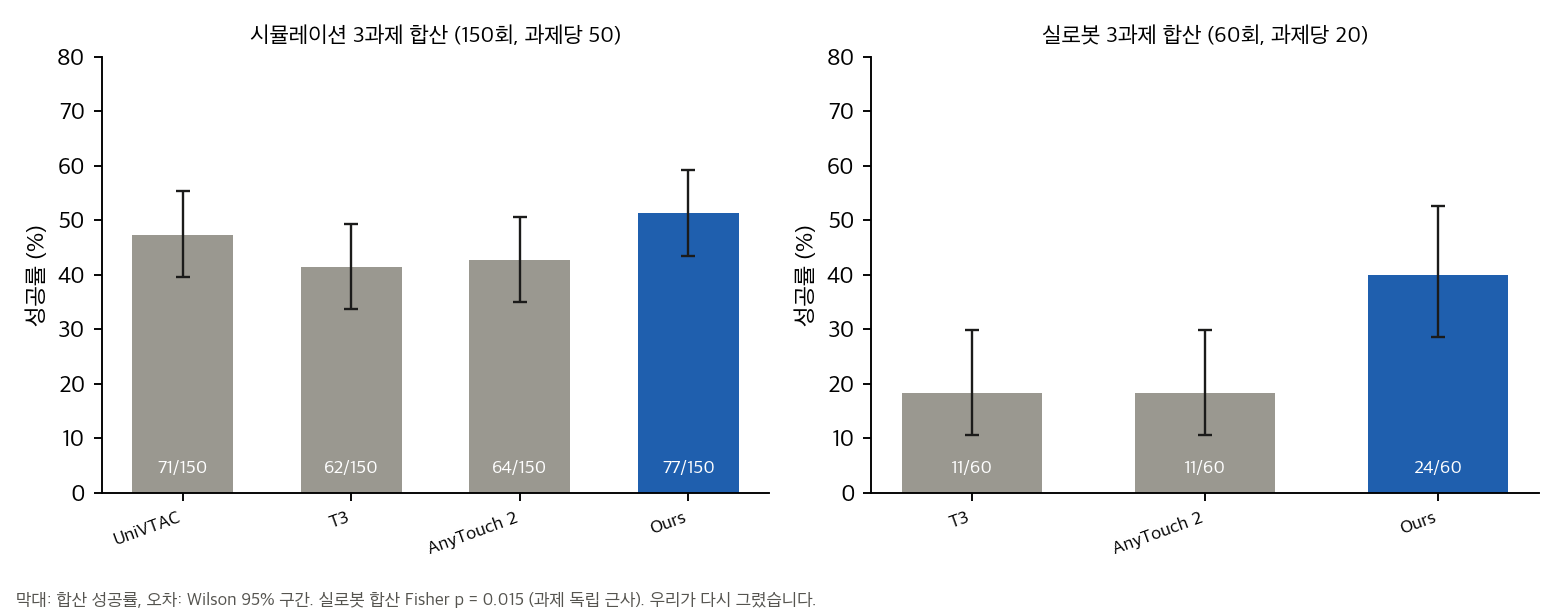 시뮬레이션 3과제 합산 (150회, 과제당 50)
성공률 (%)
80
70
60
50
40
30
20
10
0
71/150
62/150
64/150
77/150
UniVTAC
T3
AnyTouch 2
Ours
실로봇 3과제 합산 (60회, 과제당 20)
성공률 (%)
80
70
60
50
40
30
20
10
0
11/60
11/60
24/60
T3
AnyTouch 2
Ours
막대: 합산 성공률, 오차: Wilson 95% 구간. 실로봇 합산 Fisher p = 0.015 (과제 독립 근사). 우리가 다시 그렸습니다.